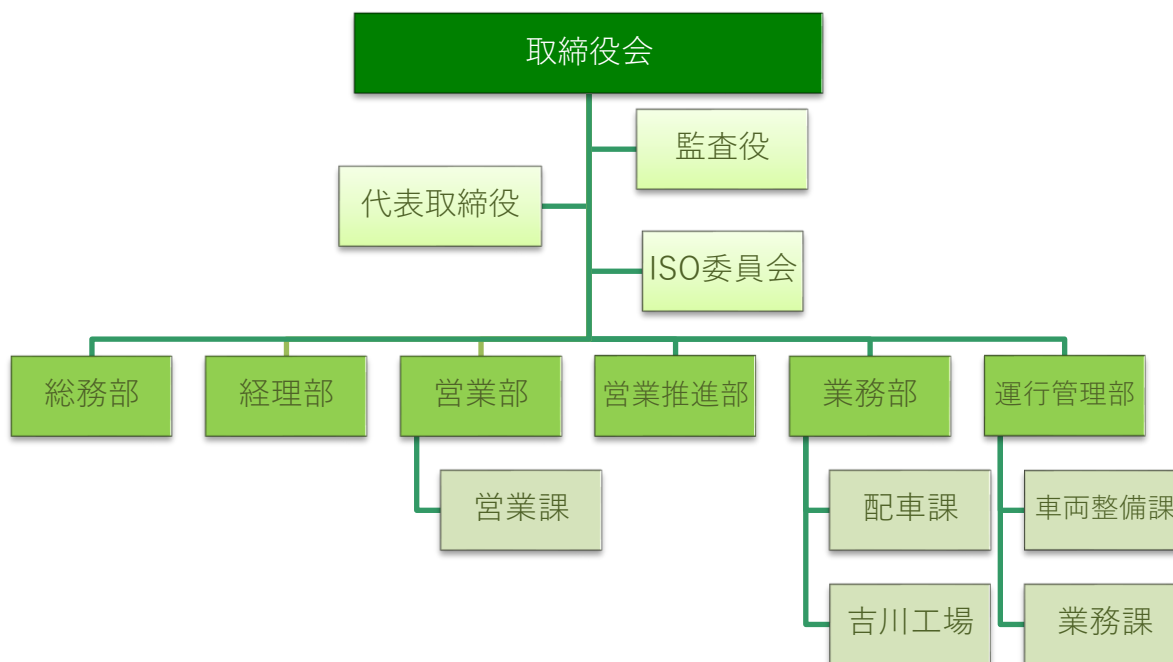 取締役会
監査役
代表取締役
ISO委員会
総務部
経理部
営業部
営業推進部
業務部
運行管理部
営業課
配車課
車両整備課
吉川工場
業務課